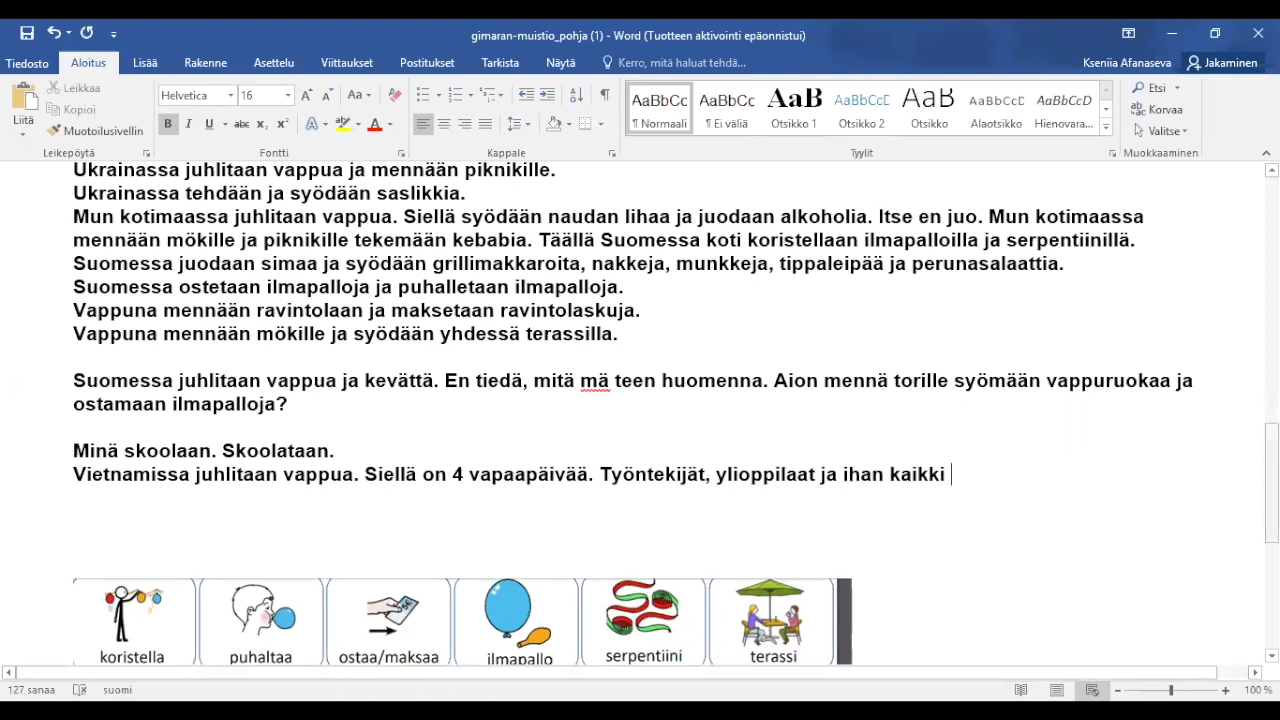 gimaran-muistio_pohja (1) - Word (Tuotteen aktivointi epäonnistui)
Tiedosto Aloitus Lisää Rakenne Asettelu Viittaukset Postitukset Tarkista Näytä Kerro, mitä haluat tehdä... Kseniia Afanaseva Jakaminen
Liitä
Leikkaa
Kopioi
Muotoilusivellin
Leikepöytä
Helvetica 16
Fontti
Kappale
AaBbCc ¶ Normaali
AaBbCc ¶ Ei väliä
AaB Otsikko 1
AaBbCc Otsikko 2
AaBb Otsikko
AaBbCc Alaotsikko
AaBbCc Hienovara...
Tyylit
Etsi
Korvaa
Valitse
Muokkaaminen
Ukrainassa juhlitaan vappua ja mennään piknikille.
Ukrainassa tehdään ja syödään saslikkia.
Mun kotimaassa juhlitaan vappua. Siellä syödään naudan lihaa ja juodaan alkoholia. Itse en juo. Mun kotimaassa
mennään mökille ja piknikille tekemään kebabia. Täällä Suomessa koti koristellaan ilmapalloilla ja serpentiinillä.
Suomessa juodaan simaa ja syödään grillimakkaroita, nakkeja, munkkeja, tippaleipää ja perunasalaattia.
Suomessa ostetaan ilmapalloja ja puhalletaan ilmapalloja.
Vappuna mennään ravintolaan ja maksetaan ravintolaskuja.
Vappuna mennään mökille ja syödään yhdessä terassilla.
Suomessa juhlitaan vappua ja kevättä. En tiedä, mitä mä teen huomenna. Aion mennä torille syömään vappuruokaa ja
ostamaan ilmapalloja?
Minä skoolaan. Skoolataan.
Vietnamissa juhlitaan vappua. Siellä on 4 vapaapäivää. Työntekijät, ylioppilaat ja ihan kaikki
koristella puhaltaa ostaa/maksaa ilmapallo serpentiini terassi
127 sanaa suomi 100 %